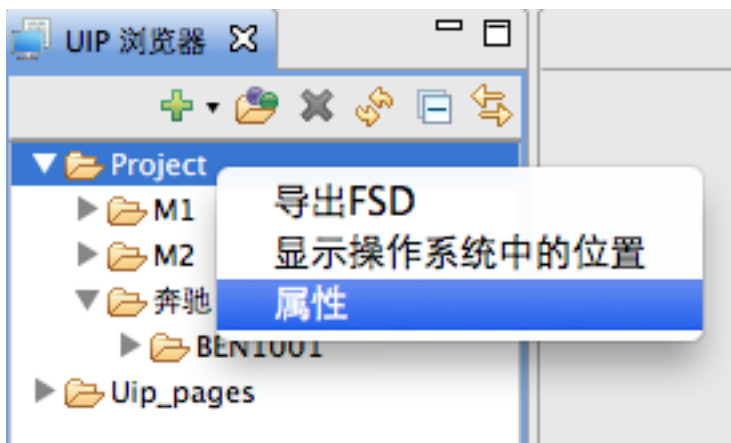 UIP 浏览器
Project
导出FSD
M1
显示操作系统中的位置
M2
属性
奔驰
BEN1001
Uip_pages